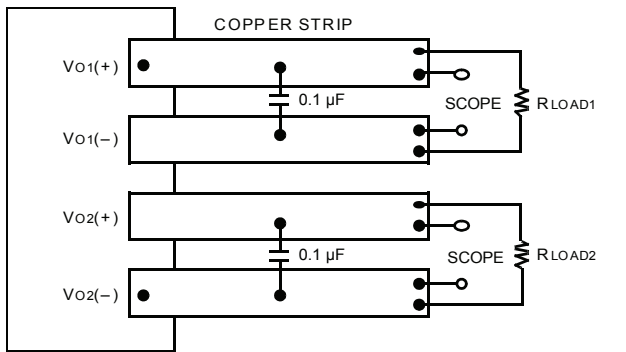 COPPER STRIP
VO1(+)
0.1 µF
SCOPE
RLOAD1
VO1(–)
VO2(+)
0.1 µF
SCOPE
RLOAD2
VO2(–)